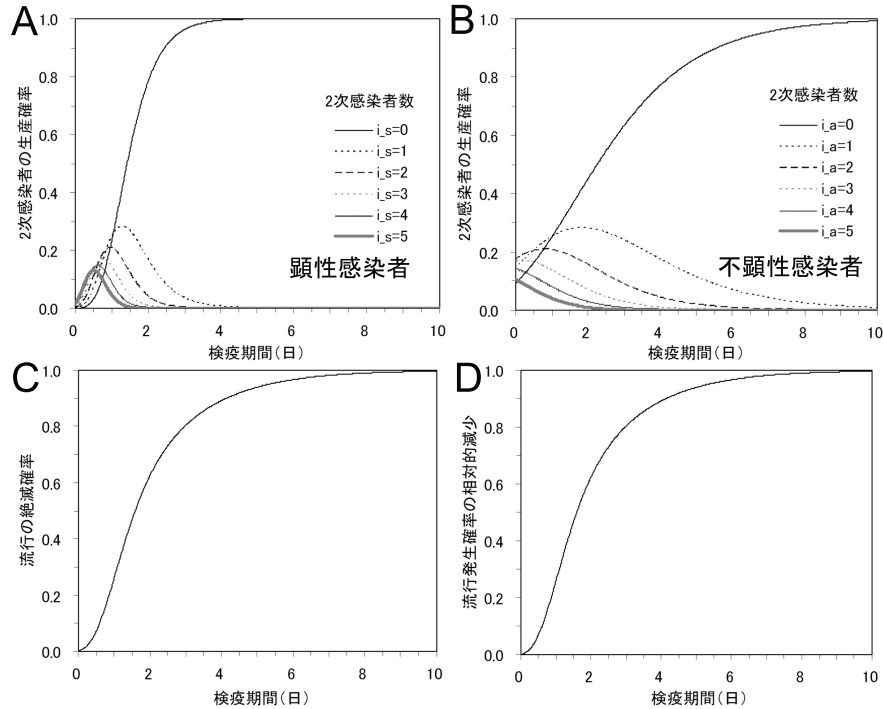 A
2次感染者の生産確率
1.0
0.8
0.6
0.4
0.2
0.0
2次感染者数
i_s=0
i_s=1
i_s=2
i_s=3
i_s=4
i_s=5
顕性感染者
0 2 4 6 8 10
検疫期間(日)
B
2次感染者の生産確率
1.0
0.8
0.6
0.4
0.2
0.0
2次感染者数
i_a=0
i_a=1
i_a=2
i_a=3
i_a=4
i_a=5
不顕性感染者
0 2 4 6 8 10
検疫期間(日)
C
流行の絶滅確率
1.0
0.8
0.6
0.4
0.2
0.0
0 2 4 6 8 10
検疫期間(日)
D
流行発生確率の相対的減少
1.0
0.8
0.6
0.4
0.2
0.0
0 2 4 6 8 10
検疫期間(日)